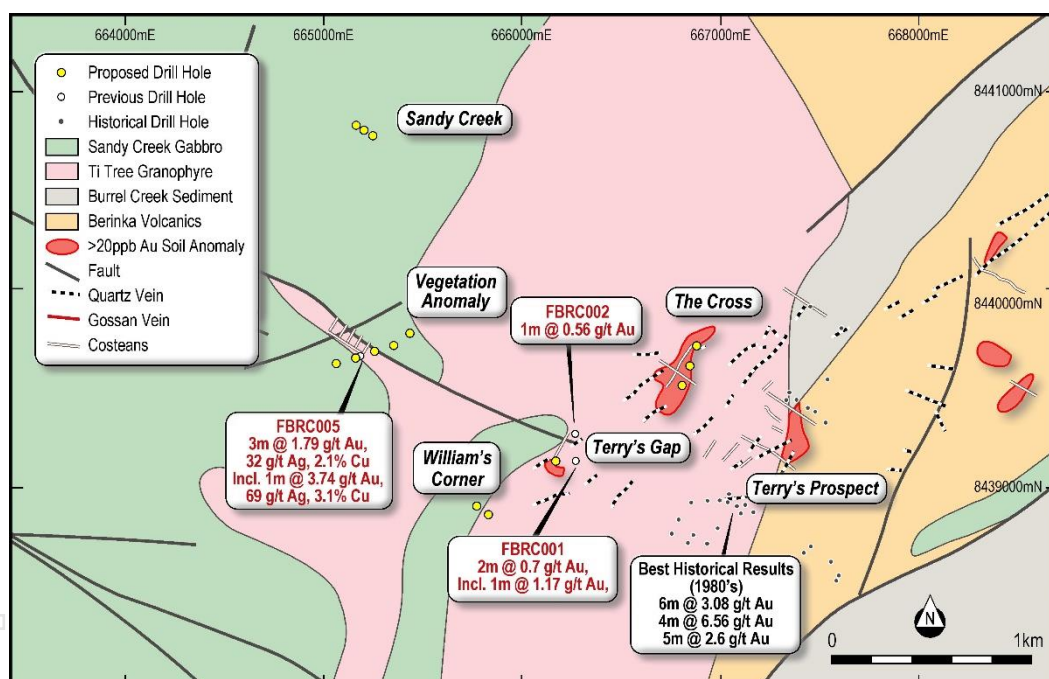 664000mE
665000mE
666000mE
667000mE
668000mE
8441000mN
Proposed Drill Hole
Previous Drill Hole
Historical Drill Hole
Sandy Creek Gabbro
Ti Tree Granophyre
Burrel Creek Sediment
Berinka Volcanics
>20ppb Au Soil Anomaly
Fault
Quartz Vein
Gossan Vein
Costeans
Sandy Creek
Vegetation
Anomaly
FBRC002
1m @ 0.56 g/t Au
The Cross
8440000mN
FBRC005
3m @ 1.79 g/t Au,
32 g/t Ag, 2.1% Cu
Incl. 1m @ 3.74 g/t Au,
69 g/t Ag, 3.1% Cu
William's
Corner
Terry's Gap
Terry's Prospect
8439000mN
FBRC001
2m @ 0.7 g/t Au,
Incl. 1m @ 1.17 g/t Au,
Best Historical Results
(1980's)
6m @ 3.08 g/t Au
4m @ 6.56 g/t Au
5m @ 2.6 g/t Au
N
0
1km